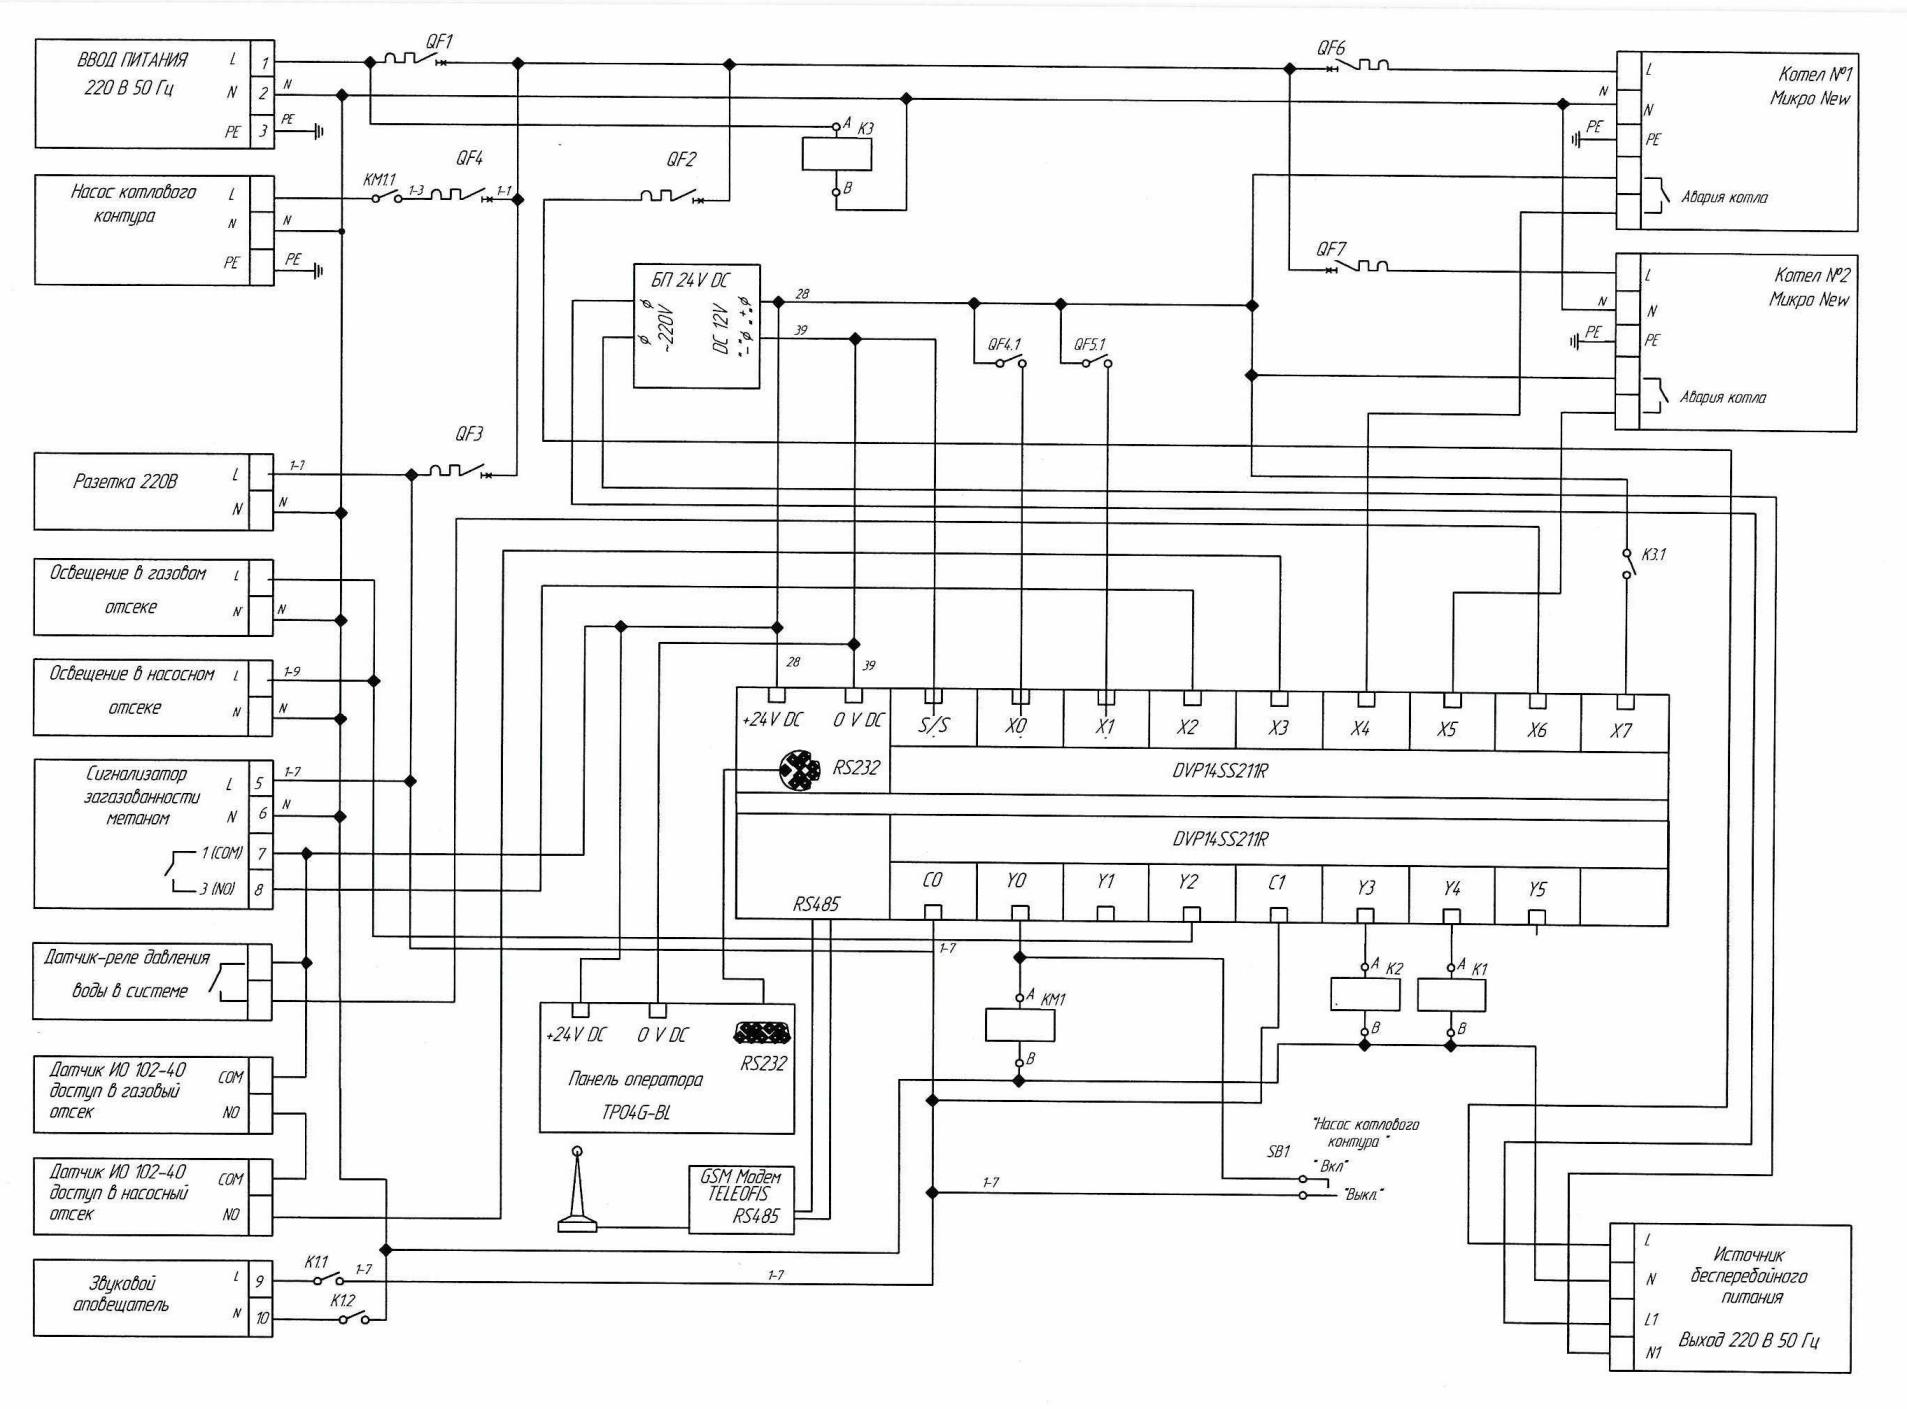 ВВОД ПИТАНИЯ
220 В 50 Гц
L 1
N 2 N
PE 3 PE
QF1
QF6
Котел №1
Микро New
L
N
N
PE
PE
Авария котла
A
K3
B
Насос котлового
контура
L
N N
PE PE
KM1.1
1-3
QF4
1-1
QF2
QF7
Котел №2
Микро New
L
N
N
PE
PE
Авария котла
БП 24V DC
~220V
DC 12V
"-" "+"
28
39
QF4.1
QF5.1
QF3
Разетка 220В
L 1-7
N N
Освещение в газовом
отсеке
L
N N
Освещение в насосном
отсеке
L 1-9
N N
K3.1
28
39
+24V DC
0 V DC
S/S
X0
X1
X2
X3
X4
X5
X6
X7
RS232
DVP14SS211R
DVP14SS211R
RS485
C0
Y0
Y1
Y2
C1
Y3
Y4
Y5
Сигнализатор
загазованности
метаном
L 5 1-7
N 6 N
1 (COM) 7
3 (NO) 8
Датчик-реле давления
воды в системе
1-7
A
KM1
B
A
K2
B
A
K1
B
+24V DC
0 V DC
RS232
Панель оператора
TP04G-BL
Датчик ИО 102-40
доступ в газовый
отсек
COM
NO
Датчик ИО 102-40
доступ в насосный
отсек
COM
NO
GSM Модем
TELEOFIS
RS485
"Насос котлового
контура "
SB1
" Вкл"
"Выкл."
1-7
Звуковой
аповещатель
L 9
N 10
K1.1
1-7
K1.2
1-7
L
N
L1
N1
Источник
бесперебойного
питания
Выход 220 В 50 Гц